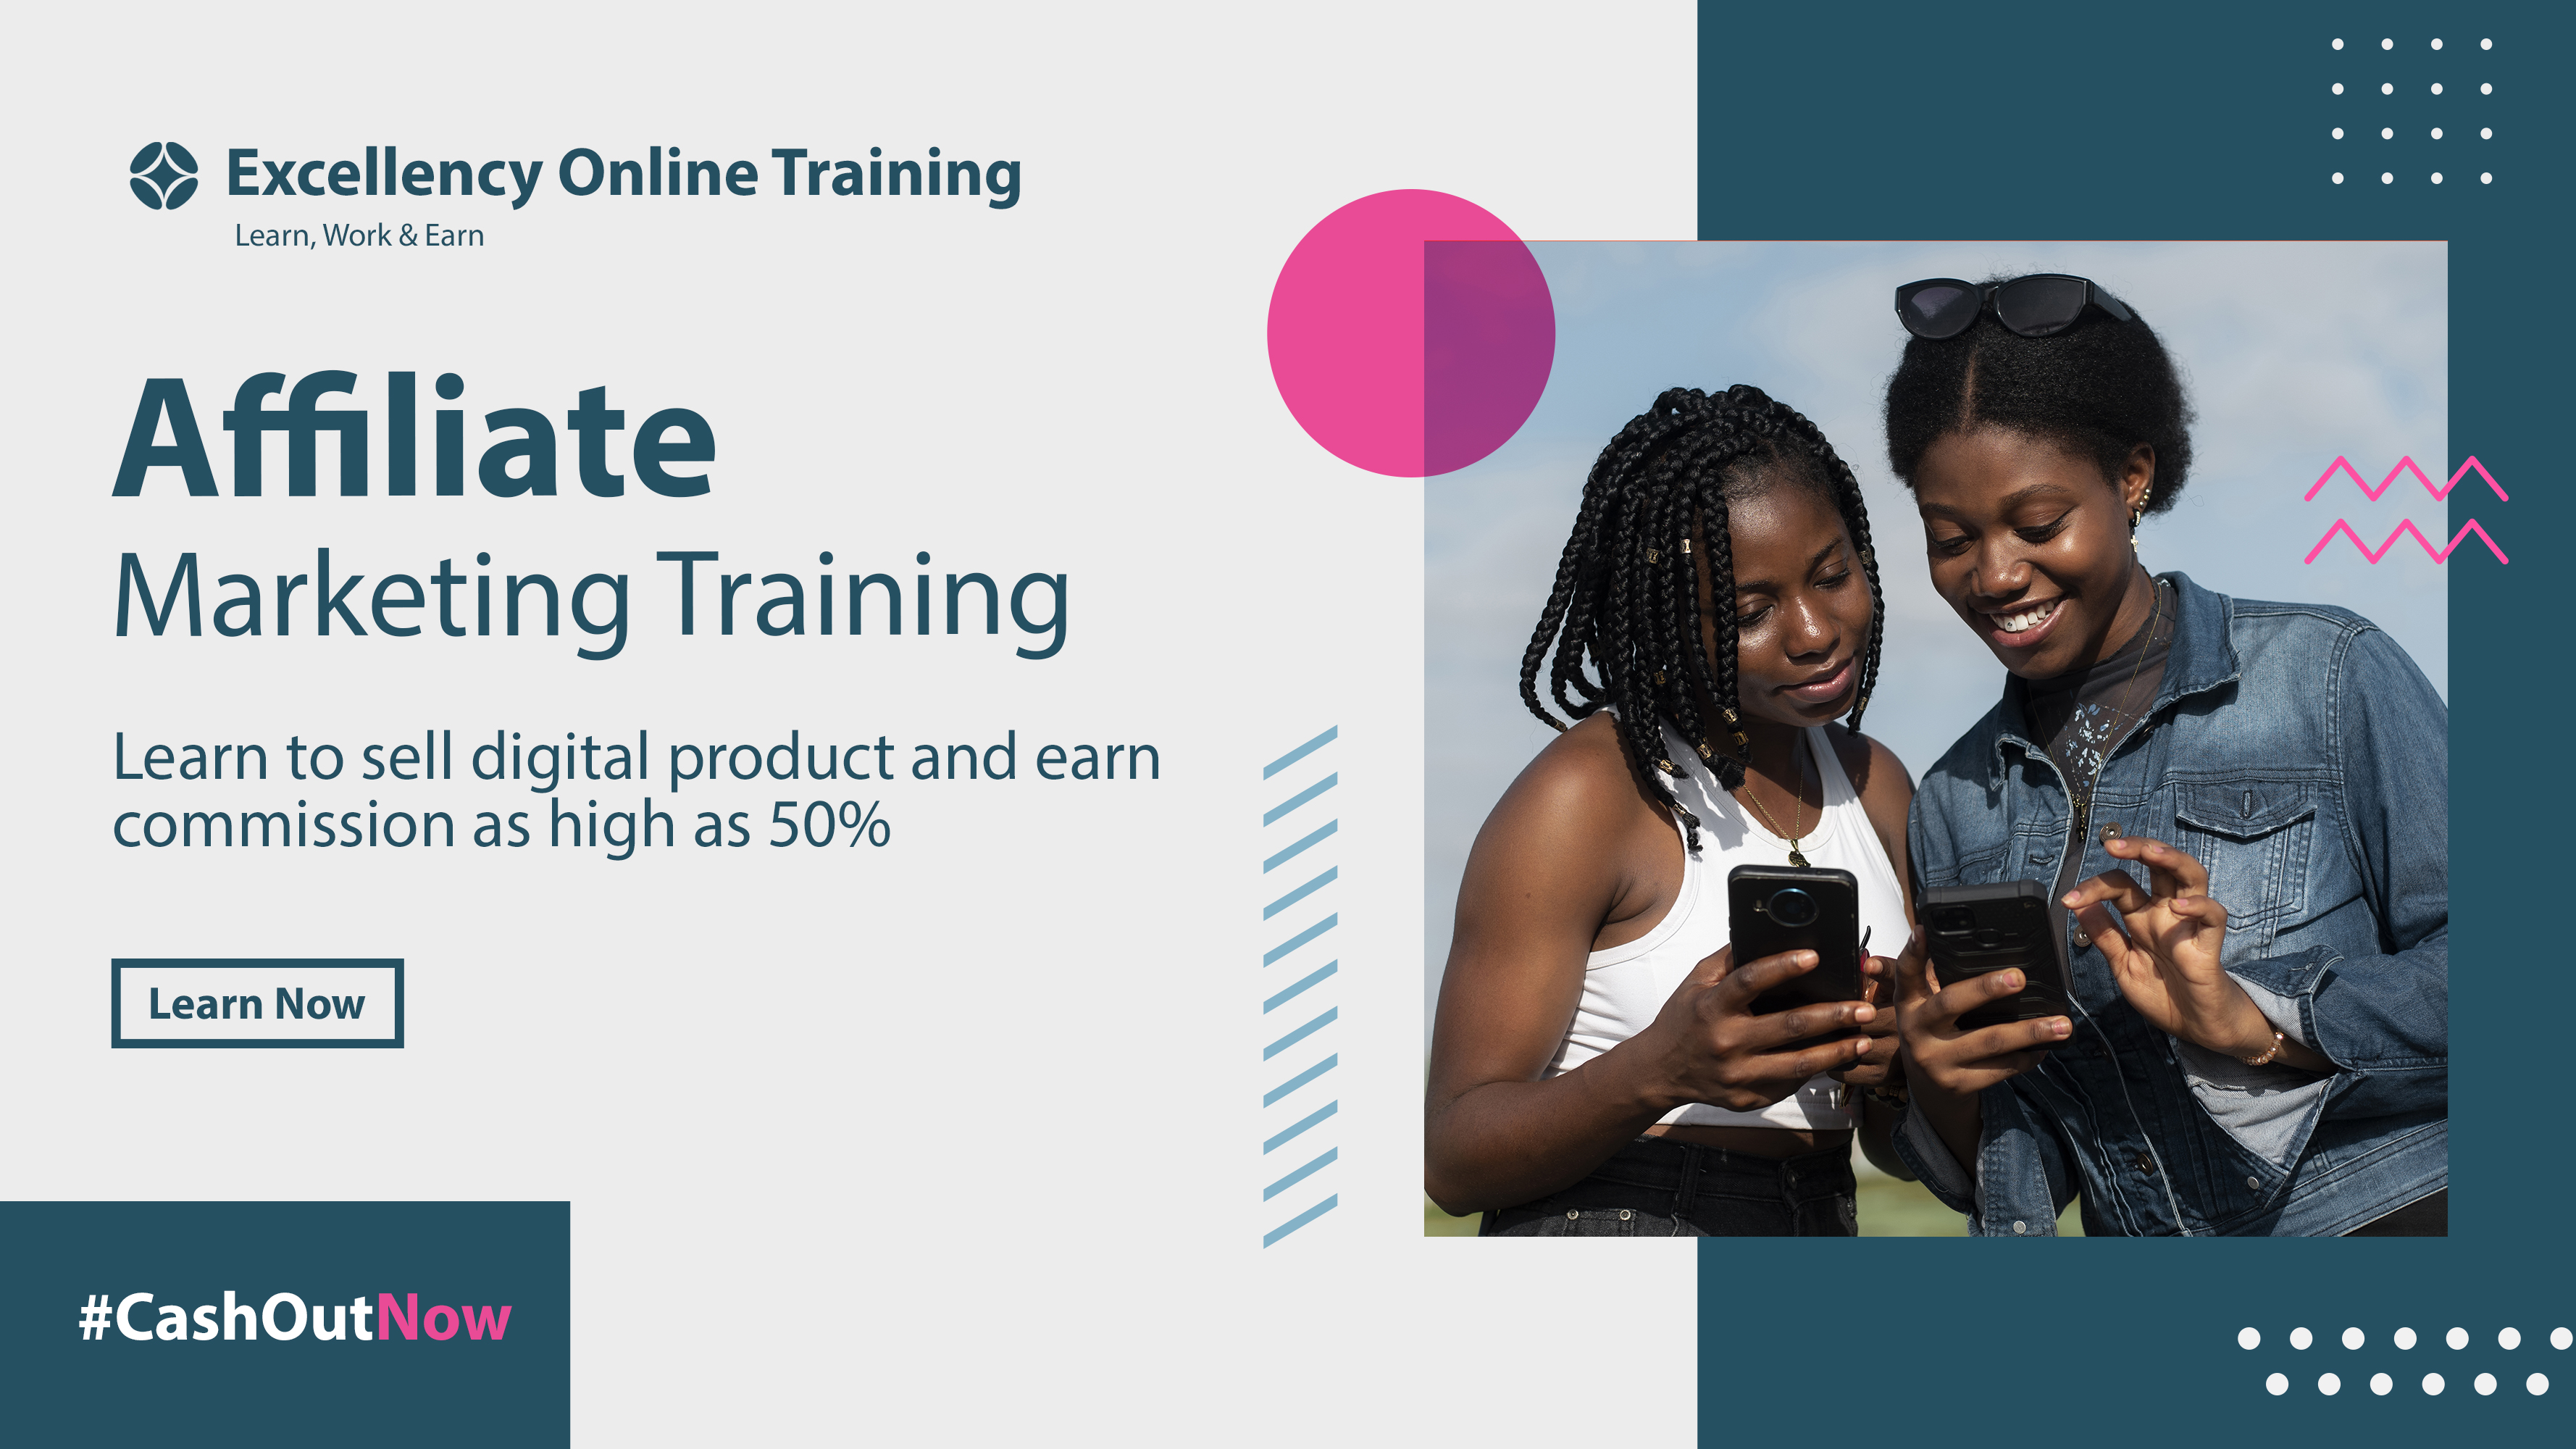 Excellency Online Training
Learn, Work & Earn
Affiliate
Marketing Training
Learn to sell digital product and earn
commission as high as 50%
Learn Now
#CashOutNow